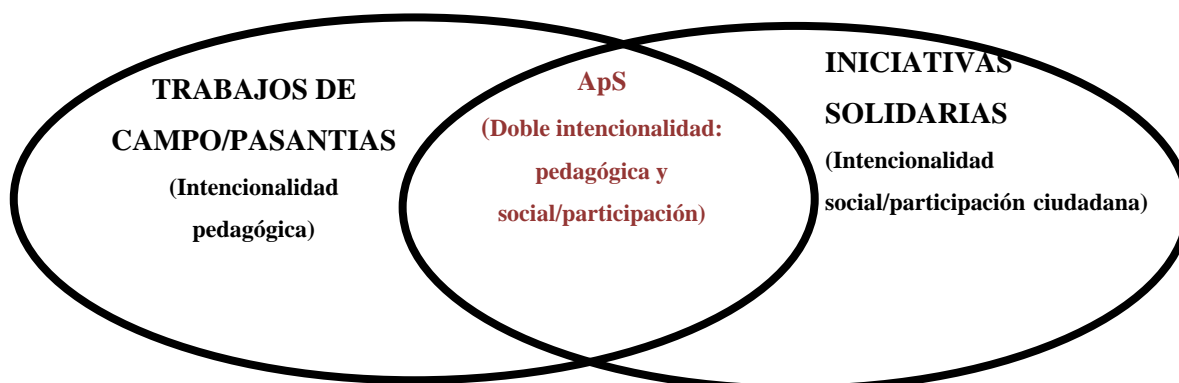 TRABAJOS DE
CAMPO/PASANTIAS
(Intencionalidad
pedagógica)
ApS
(Doble intencionalidad:
pedagógica y
social/participación)
INICIATIVAS
SOLIDARIAS
(Intencionalidad
social/participación ciudadana)